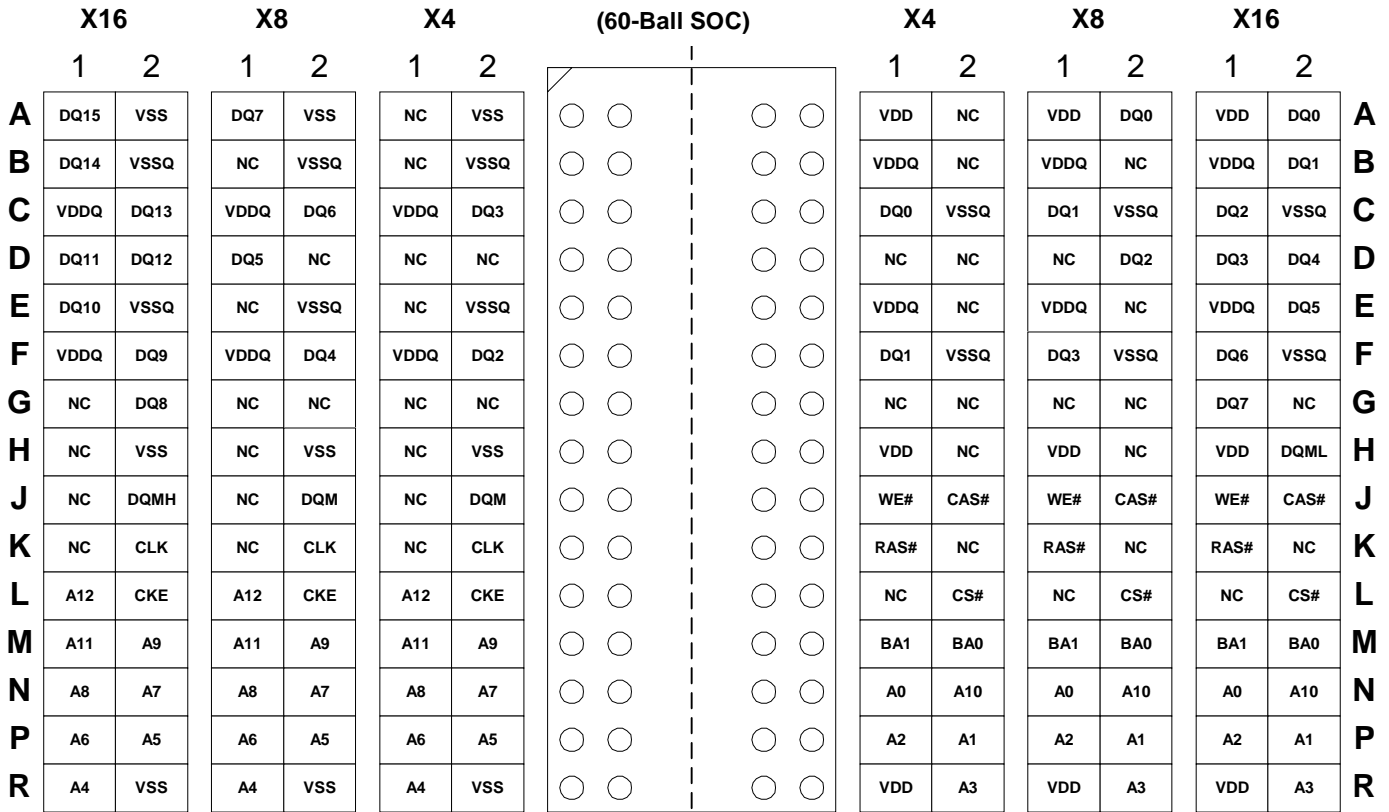 X16 X8 X4 (60-Ball SOC) X4 X8 X16
1 2 1 2 1 2 1 2 1 2 1 2
A DQ15 VSS DQ7 VSS NC VSS VDD NC VDD DQ0 VDD DQ0 A
B DQ14 VSSQ NC VSSQ NC VSSQ VDDQ NC VDDQ NC VDDQ DQ1 B
C VDDQ DQ13 VDDQ DQ6 VDDQ DQ3 DQ0 VSSQ DQ1 VSSQ DQ2 VSSQ C
D DQ11 DQ12 DQ5 NC NC NC NC NC NC DQ2 DQ3 DQ4 D
E DQ10 VSSQ NC VSSQ NC VSSQ VDDQ NC VDDQ NC VDDQ DQ5 E
F VDDQ DQ9 VDDQ DQ4 VDDQ DQ2 DQ1 VSSQ DQ3 VSSQ DQ6 VSSQ F
G NC DQ8 NC NC NC NC NC NC NC NC DQ7 NC G
H NC VSS NC VSS NC VSS VDD NC VDD NC VDD DQML H
J NC DQMH NC DQM NC DQM WE# CAS# WE# CAS# WE# CAS# J
K NC CLK NC CLK NC CLK RAS# NC RAS# NC RAS# NC K
L A12 CKE A12 CKE A12 CKE NC CS# NC CS# NC CS# L
M A11 A9 A11 A9 A11 A9 BA1 BA0 BA1 BA0 BA1 BA0 M
N A8 A7 A8 A7 A8 A7 A0 A10 A0 A10 A0 A10 N
P A6 A5 A6 A5 A6 A5 A2 A1 A2 A1 A2 A1 P
R A4 VSS A4 VSS A4 VSS VDD A3 VDD A3 VDD A3 R